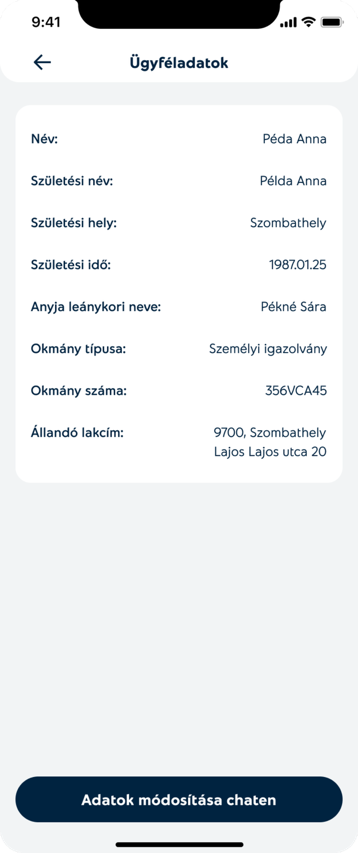 9:41
Ügyféladatok
Név: Péda Anna
Születési név: Példa Anna
Születési hely: Szombathely
Születési idő: 1987.01.25
Anyja leánykori neve: Pékné Sára
Okmány típusa: Személyi igazolvány
Okmány száma: 356VCA45
Állandó lakcím: 9700, Szombathely
Lajos Lajos utca 20
Adatok módosítása chaten